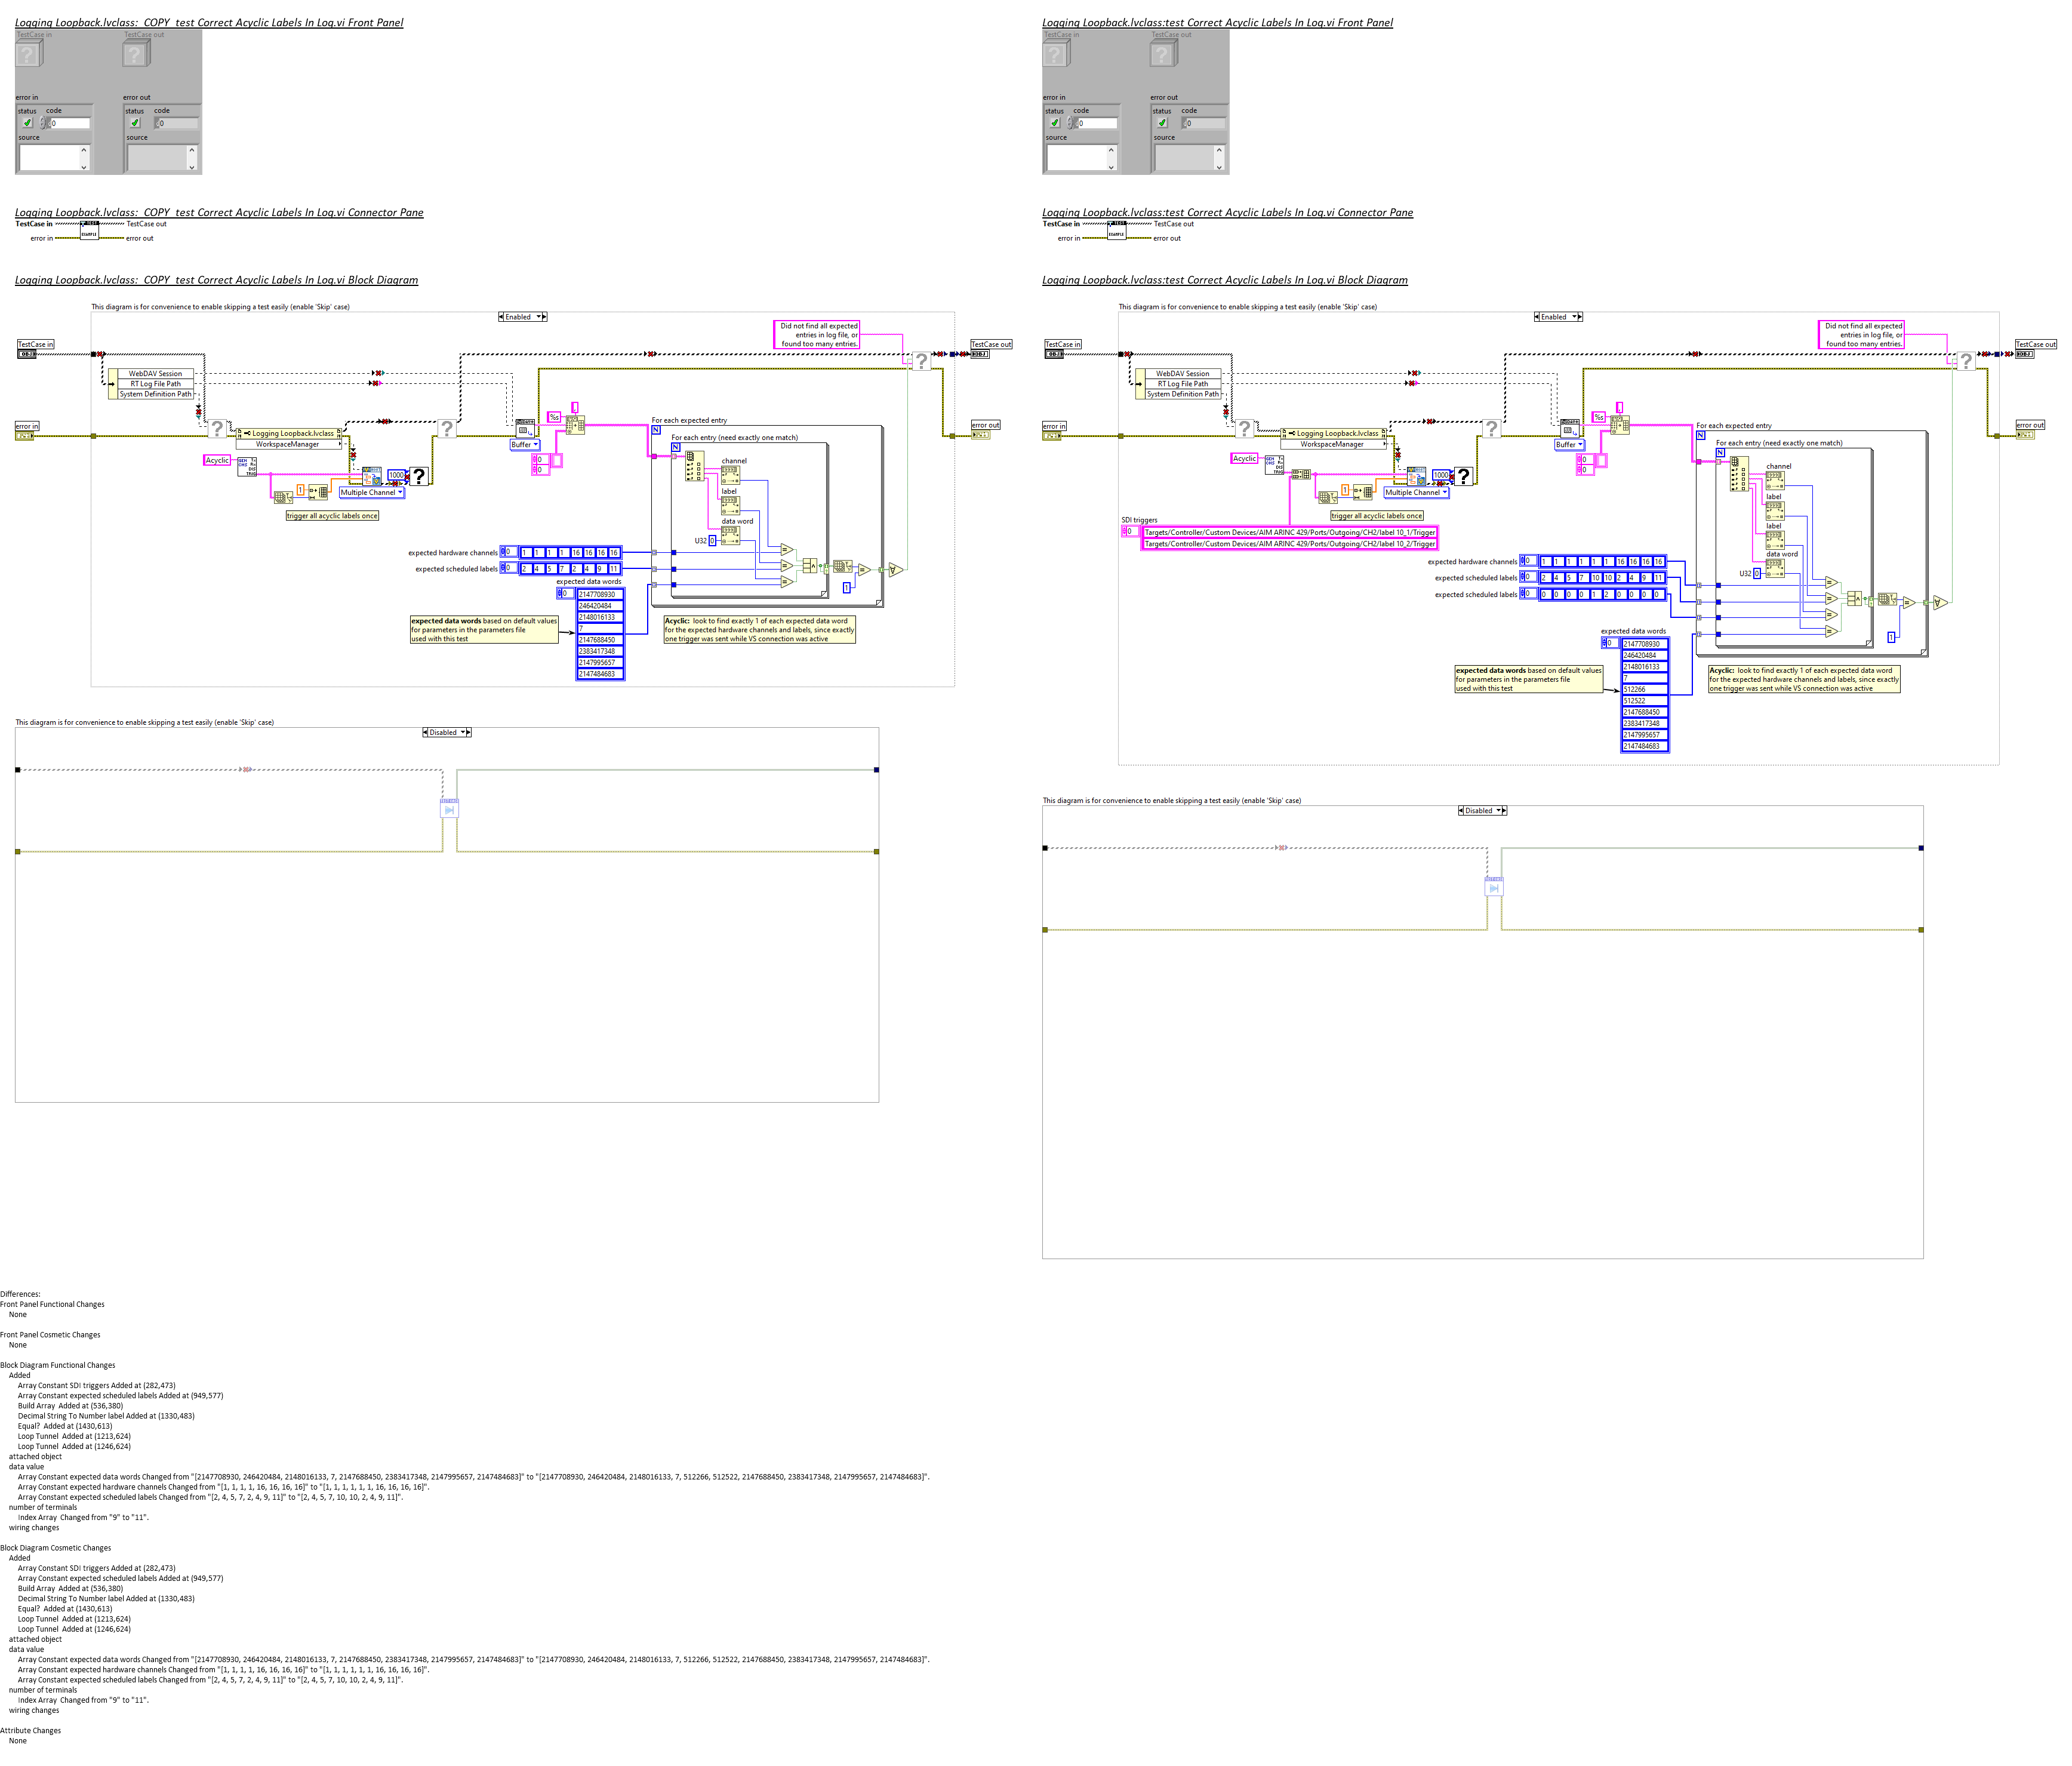 Logging Loopback.lvclass:_COPY_test Correct Acyclic Labels In Log.vi Front Panel
TestCase in
TestCase out
error in
error out
status
code
status
code
0
0
source
source
Logging Loopback.lvclass:_COPY_test Correct Acyclic Labels In Log.vi Connector Pane
TestCase in
TestCase out
error in
error out
Logging Loopback.lvclass:_COPY_test Correct Acyclic Labels In Log.vi Block Diagram
This diagram is for convenience to enable skipping a test easily (enable 'Skip' case)
Enabled
Did not find all expected
entries in log file, or
found too many entries.
TestCase in
TestCase out
WebDAV Session
RT Log File Path
System Definition Path
error in
error out
Logging Loopback.lvclass
WorkspaceManager
%s
Buffer
0
0
For each expected entry
N
For each entry (need exactly one match)
N
Acyclic
1000
1
Multiple Channel
trigger all acyclic labels once
channel
label
data word
U32
0
expected hardware channels
0
1 1 1 1 16 16 16 16
expected scheduled labels
0
2 4 5 7 2 4 9 11
1
expected data words
0
2147708930
246420484
2148016133
7
2147688450
2383417348
2147995657
2147484683
expected data words based on default values
for parameters in the parameters file
used with this test
Acyclic: look to find exactly 1 of each expected data word
for the expected hardware channels and labels, since exactly
one trigger was sent while VS connection was active
This diagram is for convenience to enable skipping a test easily (enable 'Skip' case)
Disabled
Logging Loopback.lvclass:test Correct Acyclic Labels In Log.vi Front Panel
TestCase in
TestCase out
error in
error out
status
code
status
code
0
0
source
source
Logging Loopback.lvclass:test Correct Acyclic Labels In Log.vi Connector Pane
TestCase in
TestCase out
error in
error out
Logging Loopback.lvclass:test Correct Acyclic Labels In Log.vi Block Diagram
This diagram is for convenience to enable skipping a test easily (enable 'Skip' case)
Enabled
Did not find all expected
entries in log file, or
found too many entries.
TestCase in
TestCase out
WebDAV Session
RT Log File Path
System Definition Path
error in
error out
Logging Loopback.lvclass
WorkspaceManager
%s
Buffer
0
0
For each expected entry
N
For each entry (need exactly one match)
N
Acyclic
1000
1
Multiple Channel
trigger all acyclic labels once
channel
label
label
data word
U32
0
SDI triggers
0
Targets/Controller/Custom Devices/AIM ARINC 429/Ports/Outgoing/CH2/label 10_1/Trigger
Targets/Controller/Custom Devices/AIM ARINC 429/Ports/Outgoing/CH2/label 10_2/Trigger
expected hardware channels
0
1 1 1 1 1 1 16 16 16 16
expected scheduled labels
0
2 4 5 7 10 10 2 4 9 11
expected scheduled labels
0
0 0 0 0 1 2 0 0 0 0
1
expected data words
0
2147708930
246420484
2148016133
7
512266
512522
2147688450
2383417348
2147995657
2147484683
expected data words based on default values
for parameters in the parameters file
used with this test
Acyclic: look to find exactly 1 of each expected data word
for the expected hardware channels and labels, since exactly
one trigger was sent while VS connection was active
This diagram is for convenience to enable skipping a test easily (enable 'Skip' case)
Disabled
Differences:
Front Panel Functional Changes
None
Front Panel Cosmetic Changes
None
Block Diagram Functional Changes
Added
Array Constant SDI triggers Added at (282,473)
Array Constant expected scheduled labels Added at (949,577)
Build Array  Added at (536,380)
Decimal String To Number label Added at (1330,483)
Equal?  Added at (1430,613)
Loop Tunnel  Added at (1213,624)
Loop Tunnel  Added at (1246,624)
attached object
data value
Array Constant expected data words Changed from "[2147708930, 246420484, 2148016133, 7, 2147688450, 2383417348, 2147995657, 2147484683]" to "[2147708930, 246420484, 2148016133, 7, 512266, 512522, 2147688450, 2383417348, 2147995657, 2147484683]".
Array Constant expected hardware channels Changed from "[1, 1, 1, 1, 16, 16, 16, 16]" to "[1, 1, 1, 1, 1, 1, 16, 16, 16, 16]".
Array Constant expected scheduled labels Changed from "[2, 4, 5, 7, 2, 4, 9, 11]" to "[2, 4, 5, 7, 10, 10, 2, 4, 9, 11]".
number of terminals
Index Array  Changed from "9" to "11".
wiring changes
Block Diagram Cosmetic Changes
Added
Array Constant SDI triggers Added at (282,473)
Array Constant expected scheduled labels Added at (949,577)
Build Array  Added at (536,380)
Decimal String To Number label Added at (1330,483)
Equal?  Added at (1430,613)
Loop Tunnel  Added at (1213,624)
Loop Tunnel  Added at (1246,624)
attached object
data value
Array Constant expected data words Changed from "[2147708930, 246420484, 2148016133, 7, 2147688450, 2383417348, 2147995657, 2147484683]" to "[2147708930, 246420484, 2148016133, 7, 512266, 512522, 2147688450, 2383417348, 2147995657, 2147484683]".
Array Constant expected hardware channels Changed from "[1, 1, 1, 1, 16, 16, 16, 16]" to "[1, 1, 1, 1, 1, 1, 16, 16, 16, 16]".
Array Constant expected scheduled labels Changed from "[2, 4, 5, 7, 2, 4, 9, 11]" to "[2, 4, 5, 7, 10, 10, 2, 4, 9, 11]".
number of terminals
Index Array  Changed from "9" to "11".
wiring changes
Attribute Changes
None